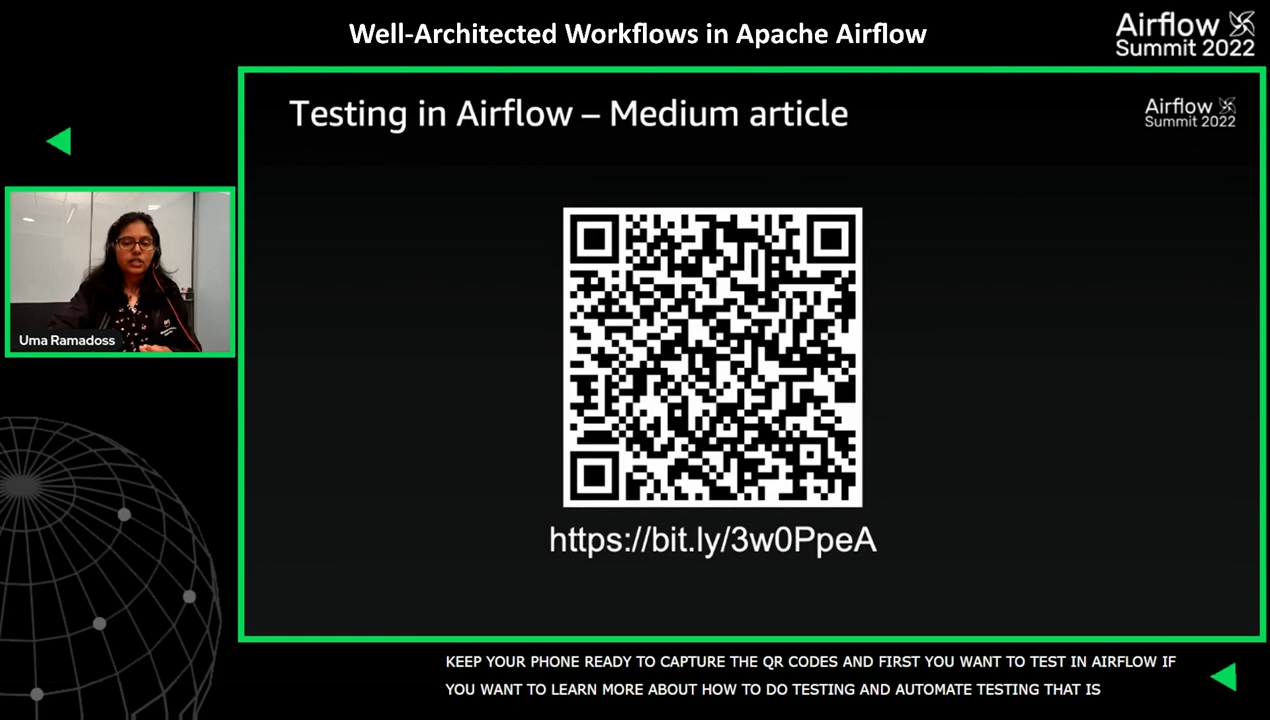 Well-Architected Workflows in Apache Airflow
Airflow
Summit 2022
Testing in Airflow – Medium article
Airflow
Summit 2022
Uma Ramadoss
https://bit.ly/3w0PpeA
KEEP YOUR PHONE READY TO CAPTURE THE QR CODES AND FIRST YOU WANT TO TEST IN AIRFLOW IF
YOU WANT TO LEARN MORE ABOUT HOW TO DO TESTING AND AUTOMATE TESTING THAT IS